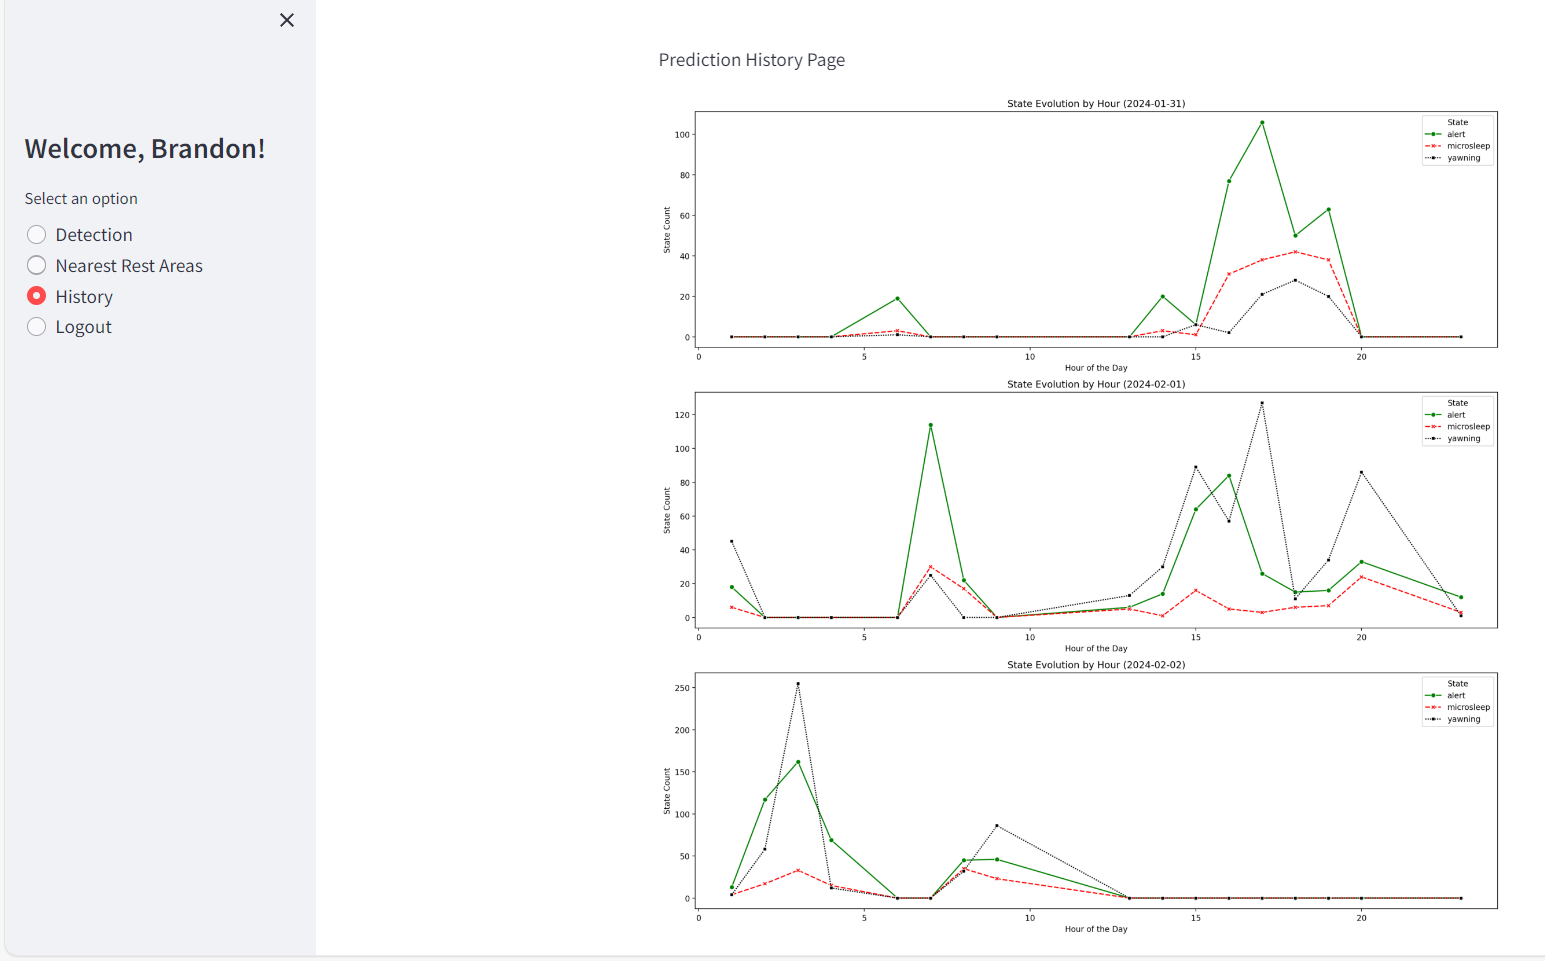 Welcome, Brandon!
Select an option
Detection
Nearest Rest Areas
History
Logout
Prediction History Page
State Evolution by Hour (2024-01-31)
State
alert
microsleep
yawning
100
80
60
40
20
0
State Count
0 5 10 15 20
Hour of the Day
State Evolution by Hour (2024-02-01)
State
alert
microsleep
yawning
120
100
80
60
40
20
0
State Count
0 5 10 15 20
Hour of the Day
State Evolution by Hour (2024-02-02)
State
alert
microsleep
yawning
250
200
150
100
50
0
State Count
0 5 10 15 20
Hour of the Day